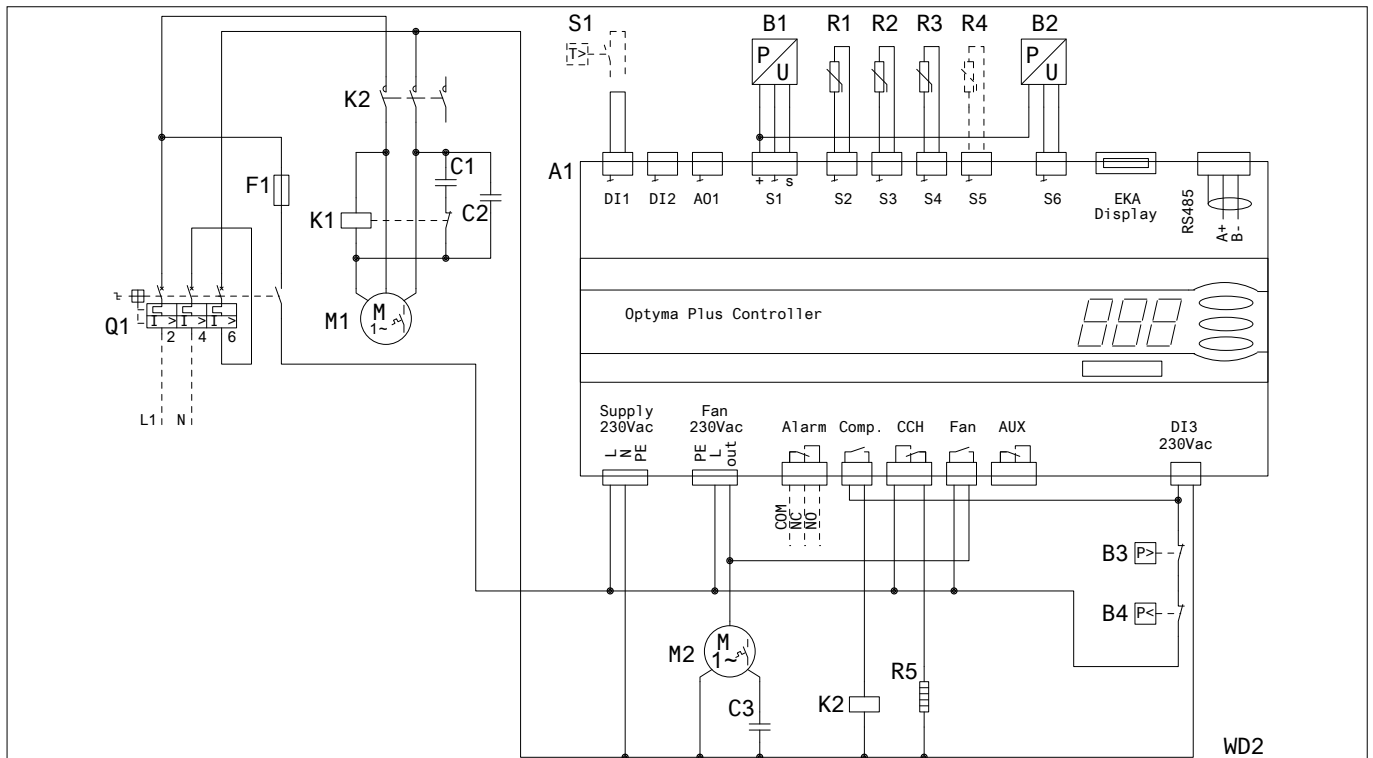 S1
B1
R1
R2
R3
R4
B2
T>
P
U
P
U
K2
C1
A1
F1
+
s
K1
C2
DI1
DI2
AO1
S1
S2
S3
S4
S5
S6
EKA
Display
RS485
A+
B-
M1
M
1~
Optyma Plus Controller
Q1
I >
I >
I >
2
4
6
L1
N
Supply
230Vac
Fan
230Vac
Alarm
Comp.
CCH
Fan
AUX
DI3
230Vac
L
N
PE
PE
L
out
COM
NC
NO
B3
P>
B4
P<
M2
M
1~
R5
C3
K2
WD2